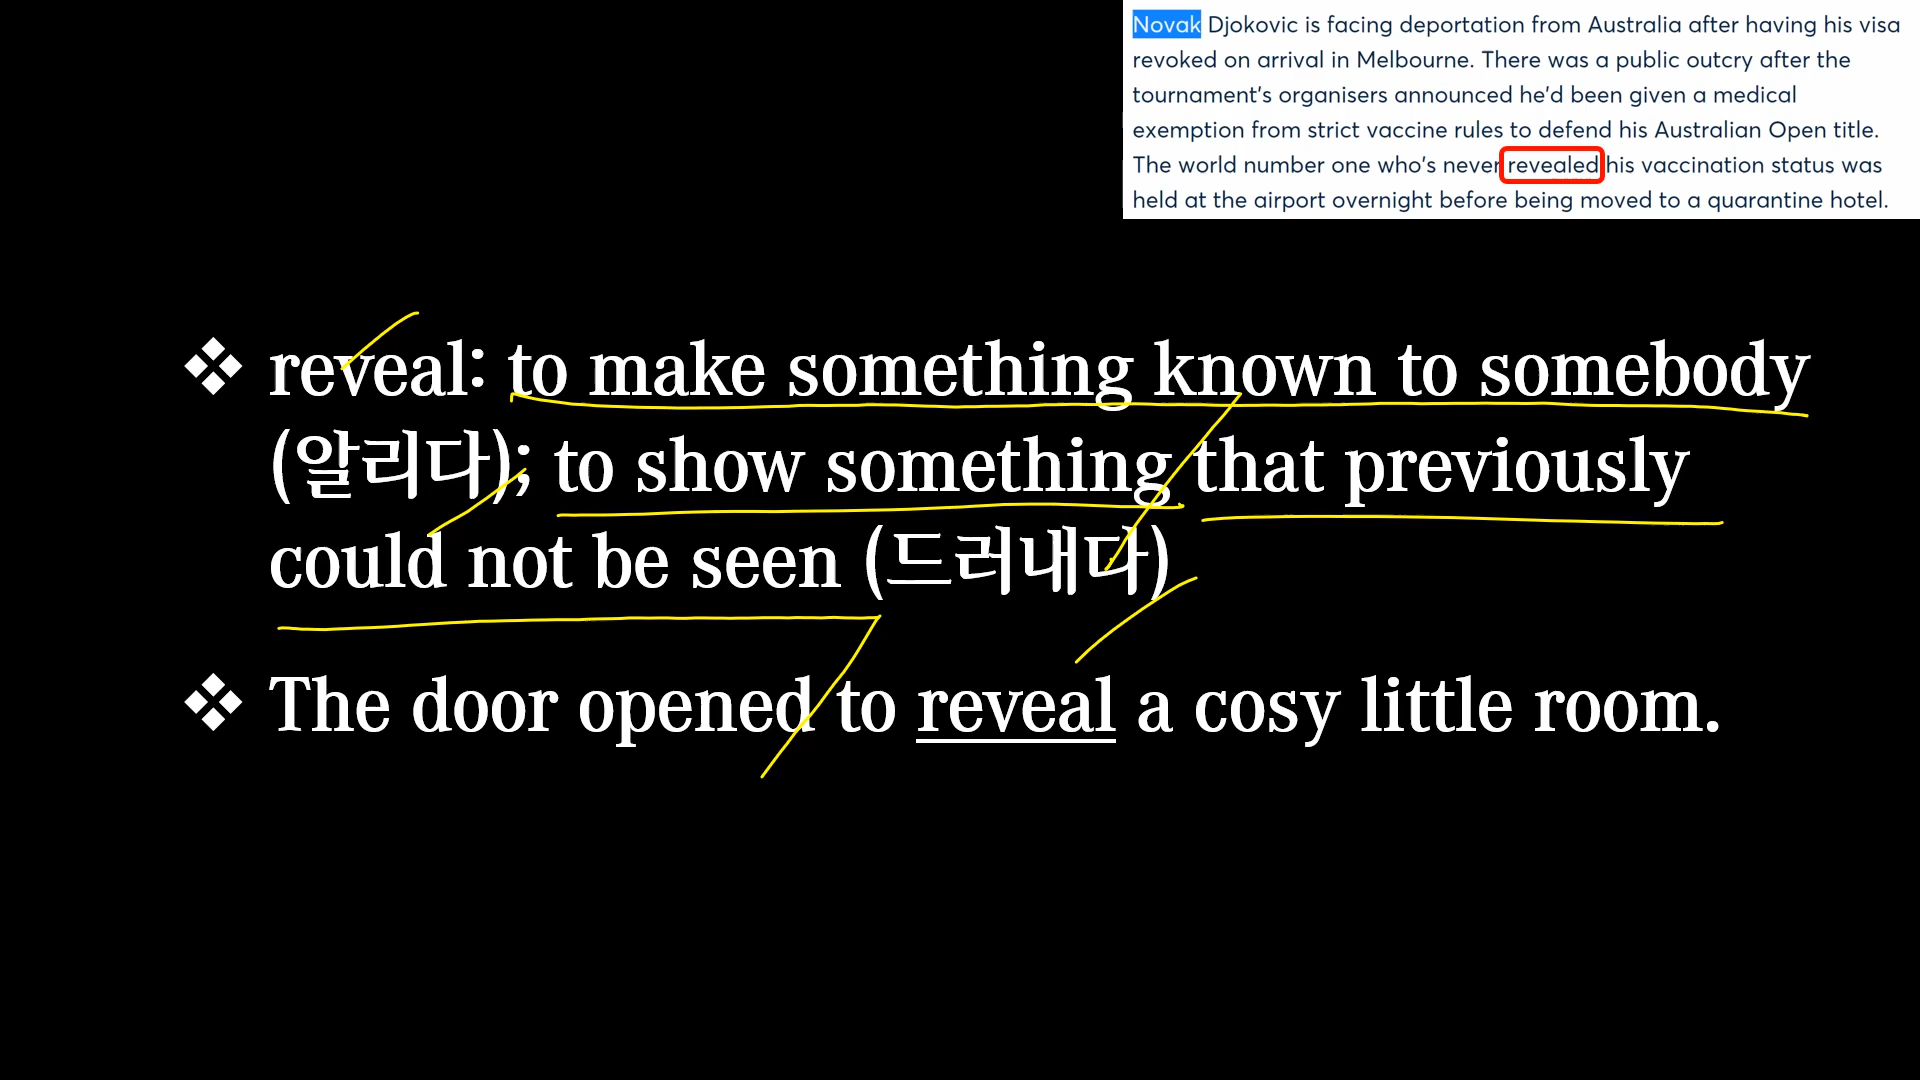 Novak Djokovic is facing deportation from Australia after having his visa
revoked on arrival in Melbourne. There was a public outcry after the
tournament's organisers announced he'd been given a medical
exemption from strict vaccine rules to defend his Australian Open title.
The world number one who's never revealed his vaccination status was
held at the airport overnight before being moved to a quarantine hotel.
❖ reveal: to make something known to somebody
(알리다); to show something that previously
could not be seen (드러내다)
❖ The door opened to reveal a cosy little room.